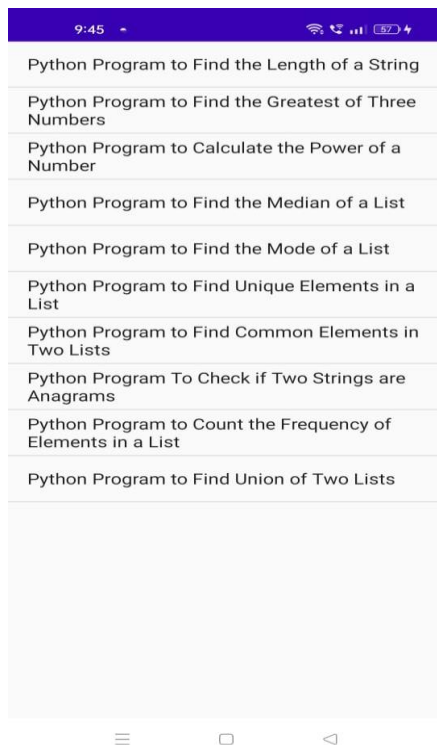 9:45
57
Python Program to Find the Length of a String
Python Program to Find the Greatest of Three
Numbers
Python Program to Calculate the Power of a
Number
Python Program to Find the Median of a List
Python Program to Find the Mode of a List
Python Program to Find Unique Elements in a
List
Python Program to Find Common Elements in
Two Lists
Python Program To Check if Two Strings are
Anagrams
Python Program to Count the Frequency of
Elements in a List
Python Program to Find Union of Two Lists